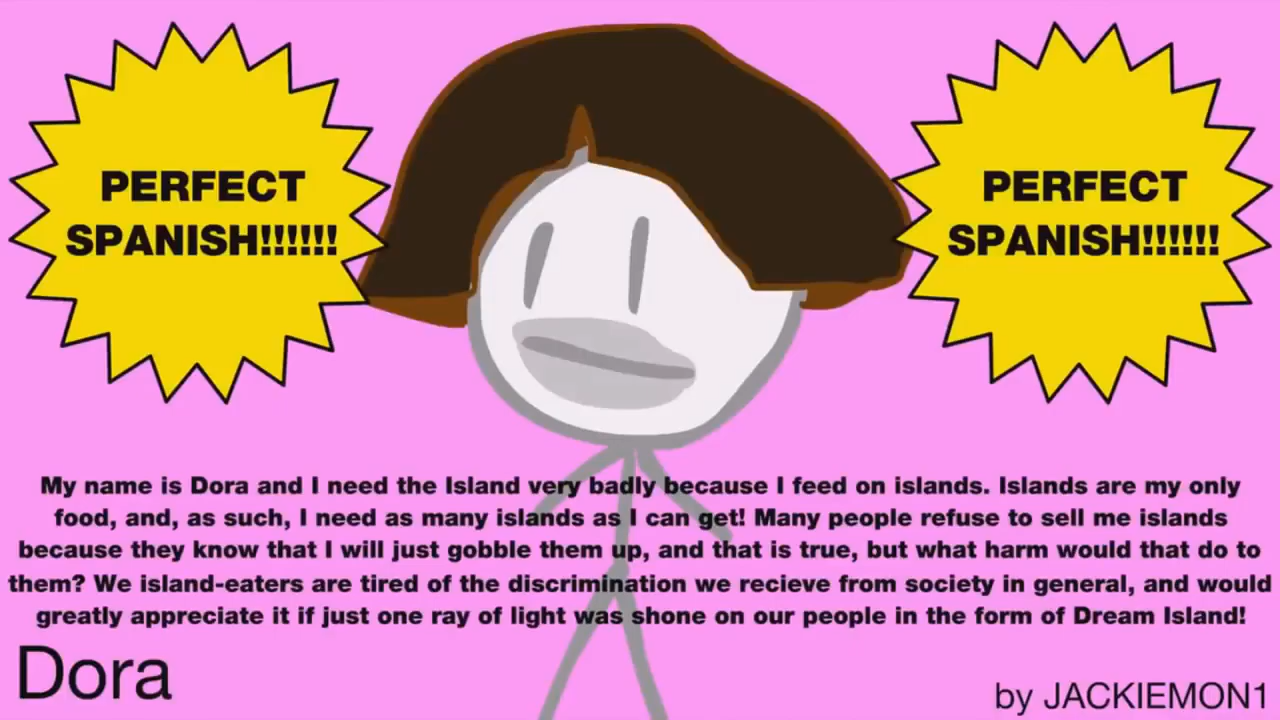 PERFECT
SPANISH!!!!!!
PERFECT
SPANISH!!!!!!
My name is Dora and I need the Island very badly because I feed on islands. Islands are my only
food, and, as such, I need as many islands as I can get! Many people refuse to sell me islands
because they know that I will just gobble them up, and that is true, but what harm would that do to
them? We island-eaters are tired of the discrimination we recieve from society in general, and would
greatly appreciate it if just one ray of light was shone on our people in the form of Dream Island!
Dora
by JACKIEMON1